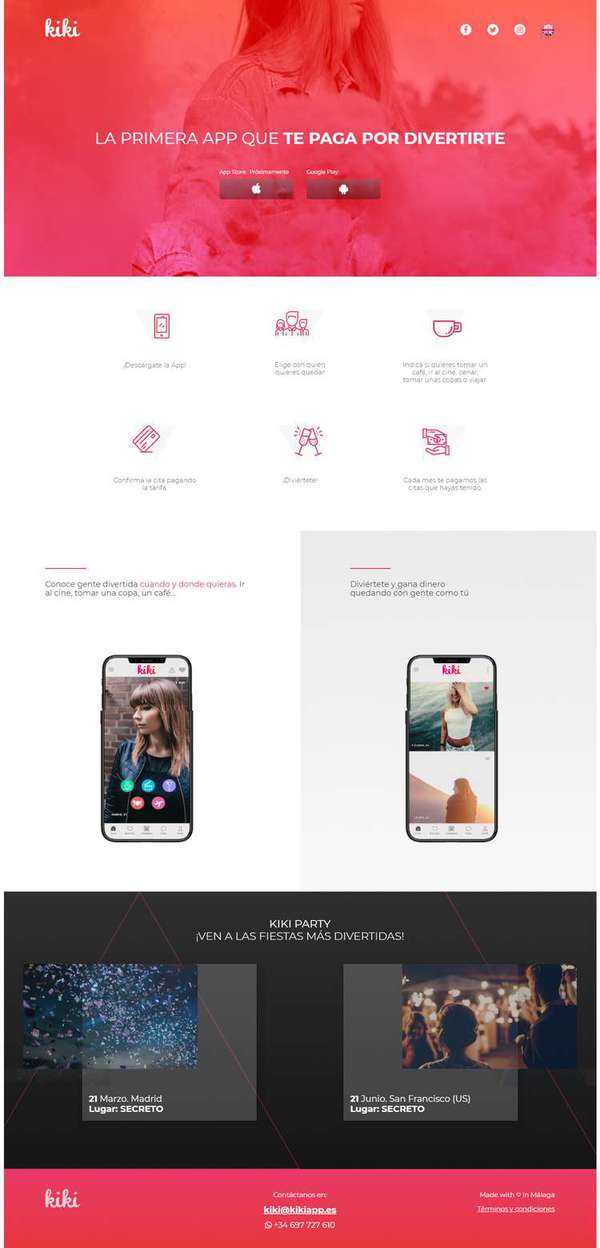 kiki
LA PRIMERA APP QUE TE PAGA POR DIVERTIRTE
App Store: Próximamente
Google Play:
¡Descárgate la App!
Elige con quién
quieres quedar
Indica si quieres tomar un
café, ir al cine, cenar,
tomar unas copas o viajar.
Confirma la cita pagando
la tarifa.
¡Diviértete!
Cada mes te pagamos las
citas que hayas tenido.
Conoce gente divertida cuando y donde quieras. Ir
al cine, tomar una copa, un café...
Diviértete y gana dinero
quedando con gente como tú
kiki
kiki
KIKI PARTY
¡VEN A LAS FIESTAS MÁS DIVERTIDAS!
21 Marzo. Madrid
Lugar: SECRETO
21 Junio. San Francisco (US)
Lugar: SECRETO
kiki
Contáctanos en:
kiki@kikiapp.es
+34 697 727 610
Made with in Málaga
Términos y condiciones